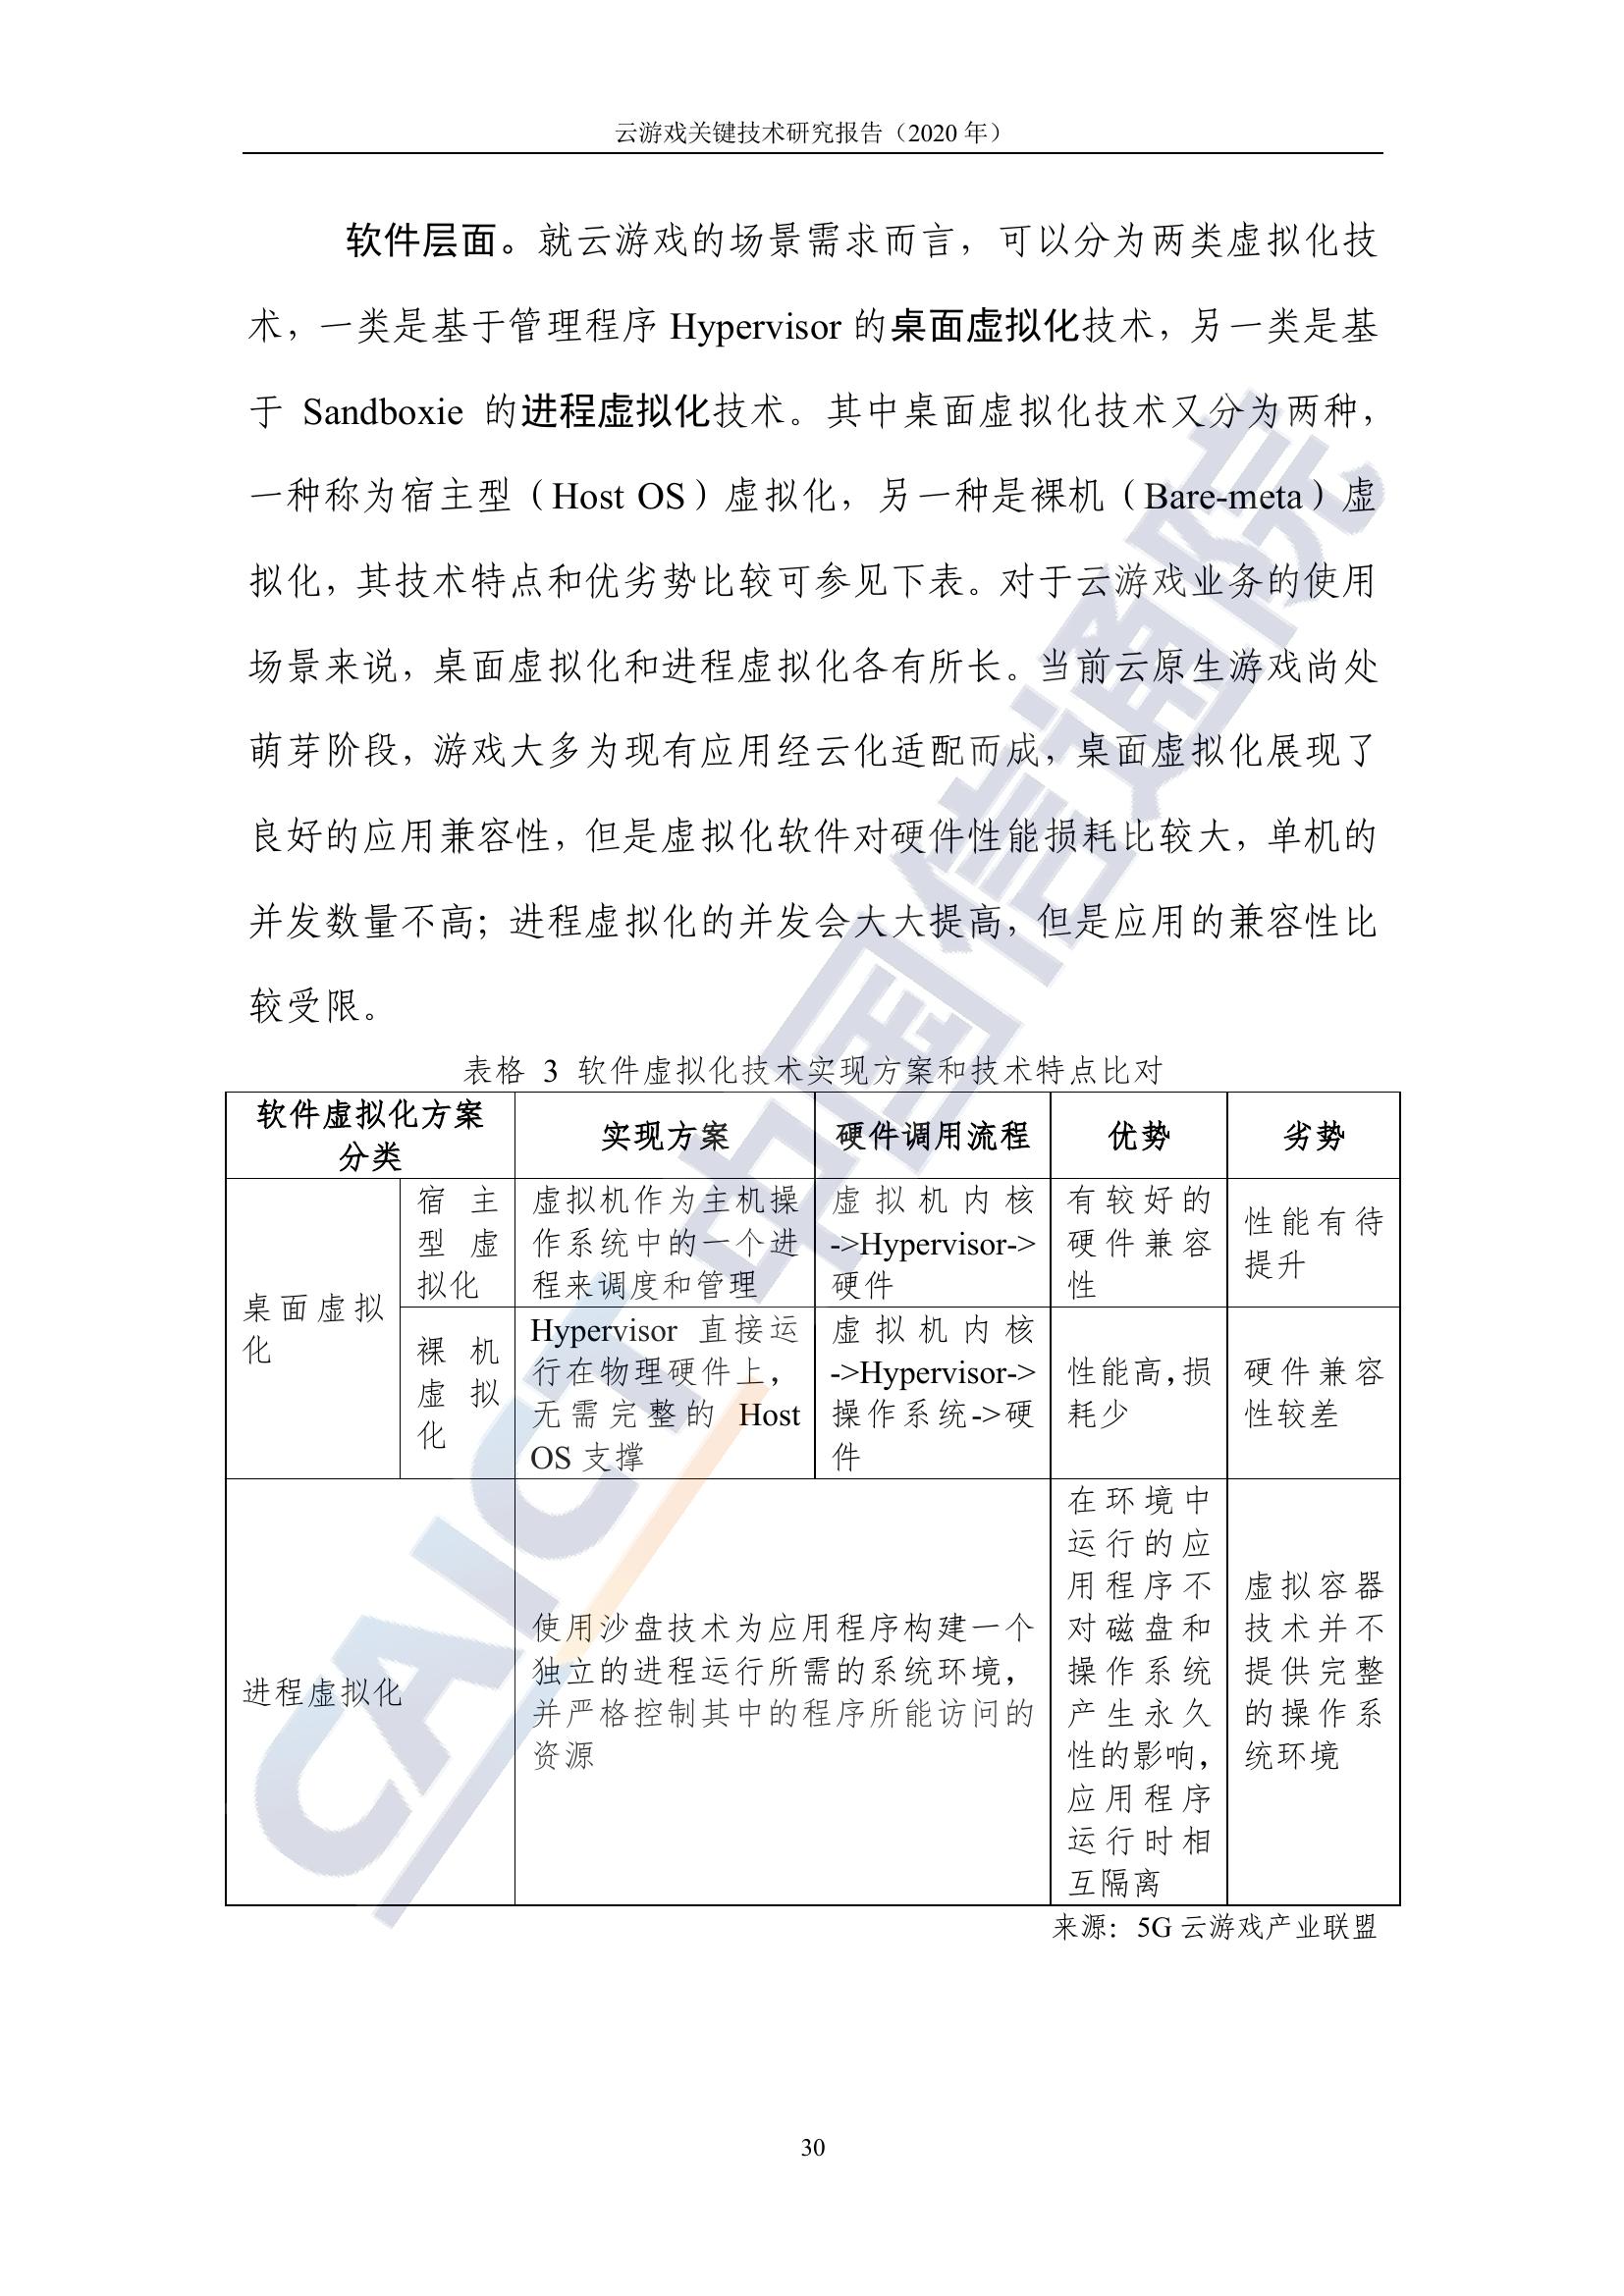 云游戏关键技术研究报告（2020 年）
软件层面。就云游戏的场景需求而言，可以分为两类虚拟化技
术，一类是基于管理程序 Hypervisor 的桌面虚拟化技术，另一类是基
于 Sandboxie 的进程虚拟化技术。其中桌面虚拟化技术又分为两种，
一种称为宿主型（Host OS）虚拟化，另一种是裸机（Bare-meta）虚
拟化，其技术特点和优劣势比较可参见下表。对于云游戏业务的使用
场景来说，桌面虚拟化和进程虚拟化各有所长。当前云原生游戏尚处
萌芽阶段，游戏大多为现有应用经云化适配而成，桌面虚拟化展现了
良好的应用兼容性，但是虚拟化软件对硬件性能损耗比较大，单机的
并发数量不高；进程虚拟化的并发会大大提高，但是应用的兼容性比
较受限。
表格 3 软件虚拟化技术实现方案和技术特点比对
软件虚拟化方案
分类
实现方案
硬件调用流程
优势
劣势
桌面虚拟
化
宿主
型虚
拟化
虚拟机作为主机操
作系统中的一个进
程来调度和管理
虚拟机内核
->Hypervisor->
硬件
有较好的
硬件兼容
性
性能有待
提升
裸机
虚拟
化
Hypervisor 直接运
行在物理硬件上，
无需完整的 Host
OS 支撑
虚拟机内核
->Hypervisor->
操作系统->硬
件
性能高，损
耗少
硬件兼容
性较差
进程虚拟化
使用沙盘技术为应用程序构建一个
独立的进程运行所需的系统环境，
并严格控制其中的程序所能访问的
资源
在环境中
运行的应
用程序不
对磁盘和
操作系统
产生永久
性的影响，
应用程序
运行时相
互隔离
虚拟容器
技术并不
提供完整
的操作系
统环境
来源：5G 云游戏产业联盟
30
CAICT 中国信通院